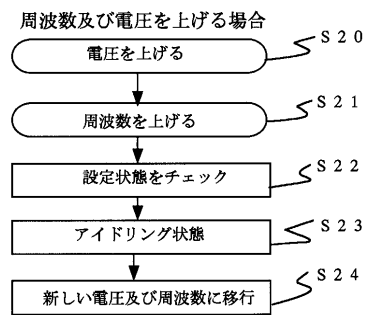 周波数及び電圧を上げる場合
電圧を上げる
S20
周波数を上げる
S21
設定状態をチェック
S22
アイドリング状態
S23
新しい電圧及び周波数に移行
S24